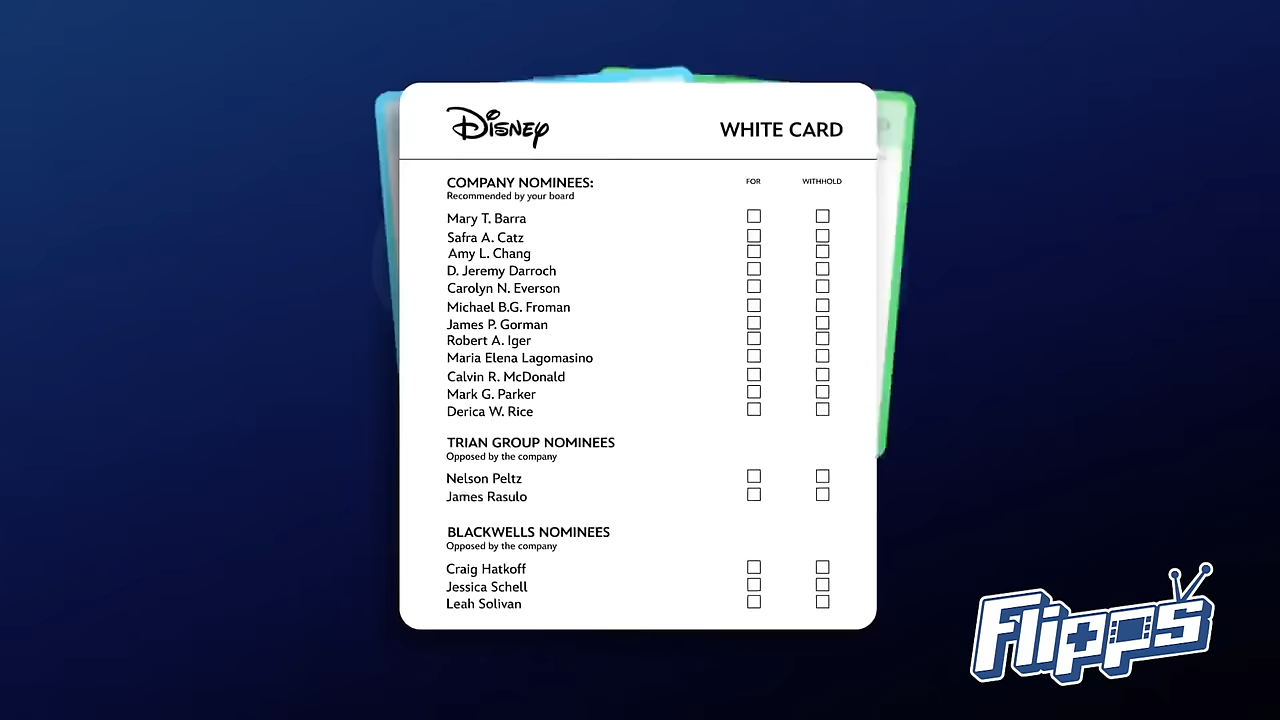 Disney
WHITE CARD
COMPANY NOMINEES:
Recommended by your board
FOR
WITHHOLD
Mary T. Barra
Safra A. Catz
Amy L. Chang
D. Jeremy Darroch
Carolyn N. Everson
Michael B.G. Froman
James P. Gorman
Robert A. Iger
Maria Elena Lagomasino
Calvin R. McDonald
Mark G. Parker
Derica W. Rice
TRIAN GROUP NOMINEES
Opposed by the company
Nelson Peltz
James Rasulo
BLACKWELLS NOMINEES
Opposed by the company
Craig Hatkoff
Jessica Schell
Leah Solivan
Flipps